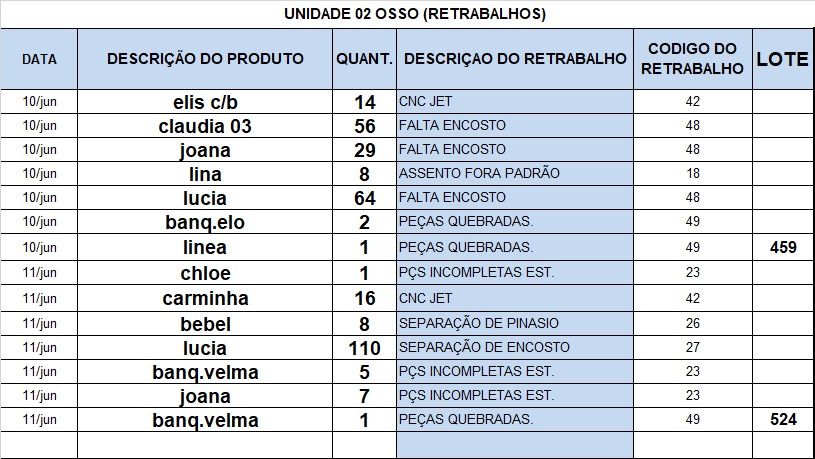 UNIDADE 02 OSSO (RETRABALHOS)
DATA DESCRIÇÃO DO PRODUTO QUANT. DESCRIÇAO DO RETRABALHO CODIGO DO RETRABALHO LOTE
10/jun elis c/b 14 CNC JET 42
10/jun claudia 03 56 FALTA ENCOSTO 48
10/jun joana 29 FALTA ENCOSTO 48
10/jun lina 8 ASSENTO FORA PADRÃO 18
10/jun lucia 64 FALTA ENCOSTO 48
10/jun banq.elo 2 PEÇAS QUEBRADAS. 49
10/jun linea 1 PEÇAS QUEBRADAS. 49 459
11/jun chloe 1 PÇS INCOMPLETAS EST. 23
11/jun carminha 16 CNC JET 42
11/jun bebel 8 SEPARAÇÃO DE PINASIO 26
11/jun lucia 110 SEPARAÇÃO DE ENCOSTO 27
11/jun banq.velma 5 PÇS INCOMPLETAS EST. 23
11/jun joana 7 PÇS INCOMPLETAS EST. 23
11/jun banq.velma 1 PEÇAS QUEBRADAS. 49 524